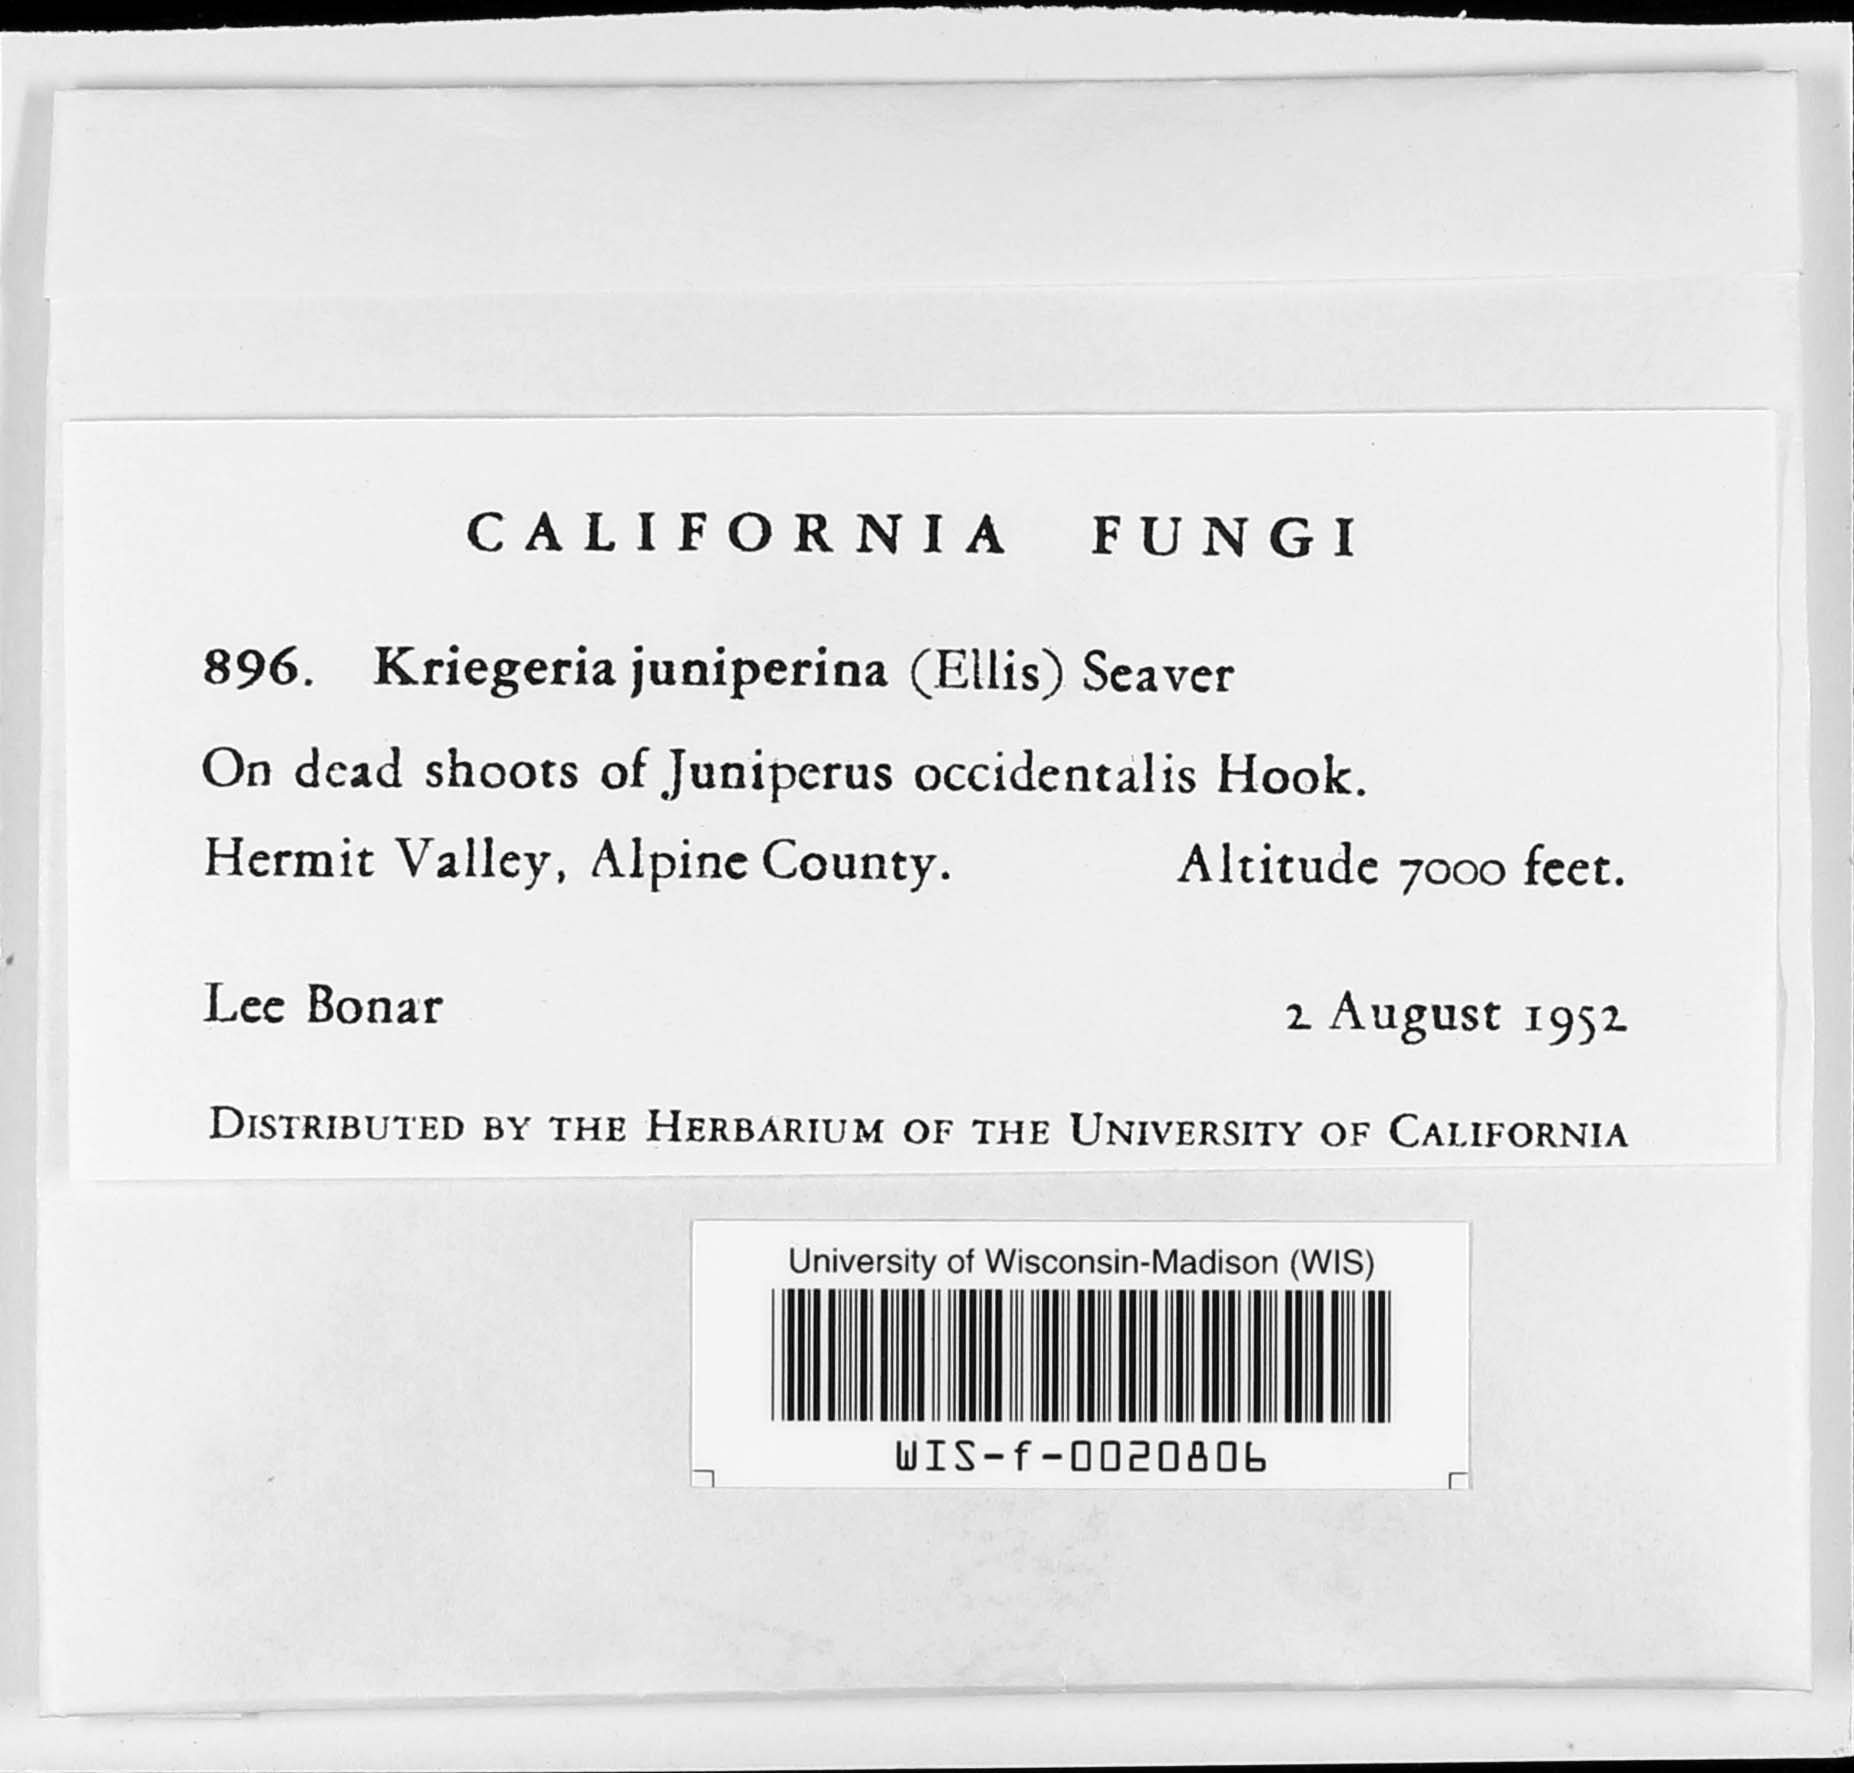 CALIFORNIA FUNGI
896. Kriegeria juniperina (Ellis) Seaver
On dead shoots of Juniperus occidentalis Hook.
Hermit Valley, Alpine County. Altitude 7000 feet.
Lee Bonar 2 August 1952
DISTRIBUTED BY THE HERBARIUM OF THE UNIVERSITY OF CALIFORNIA
University of Wisconsin-Madison (WIS)
WIS-f-0020806